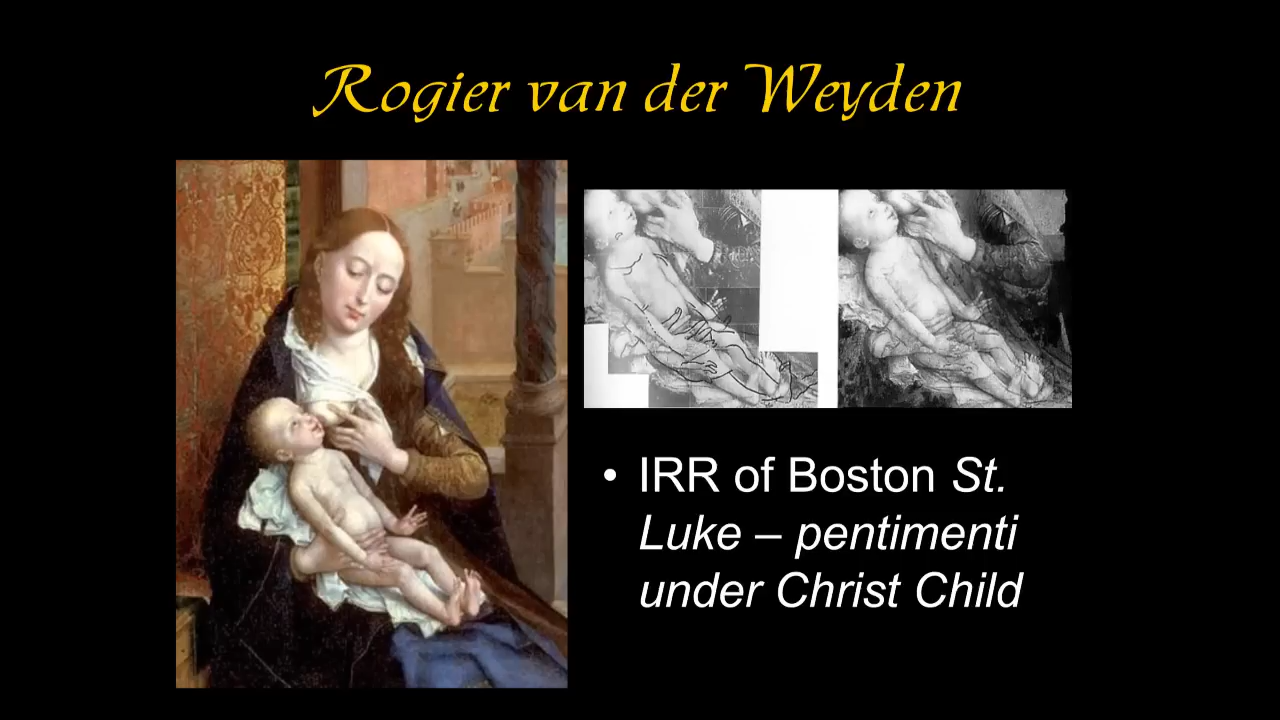 Rogier van der Weyden
• IRR of Boston St.
Luke – pentimenti
under Christ Child